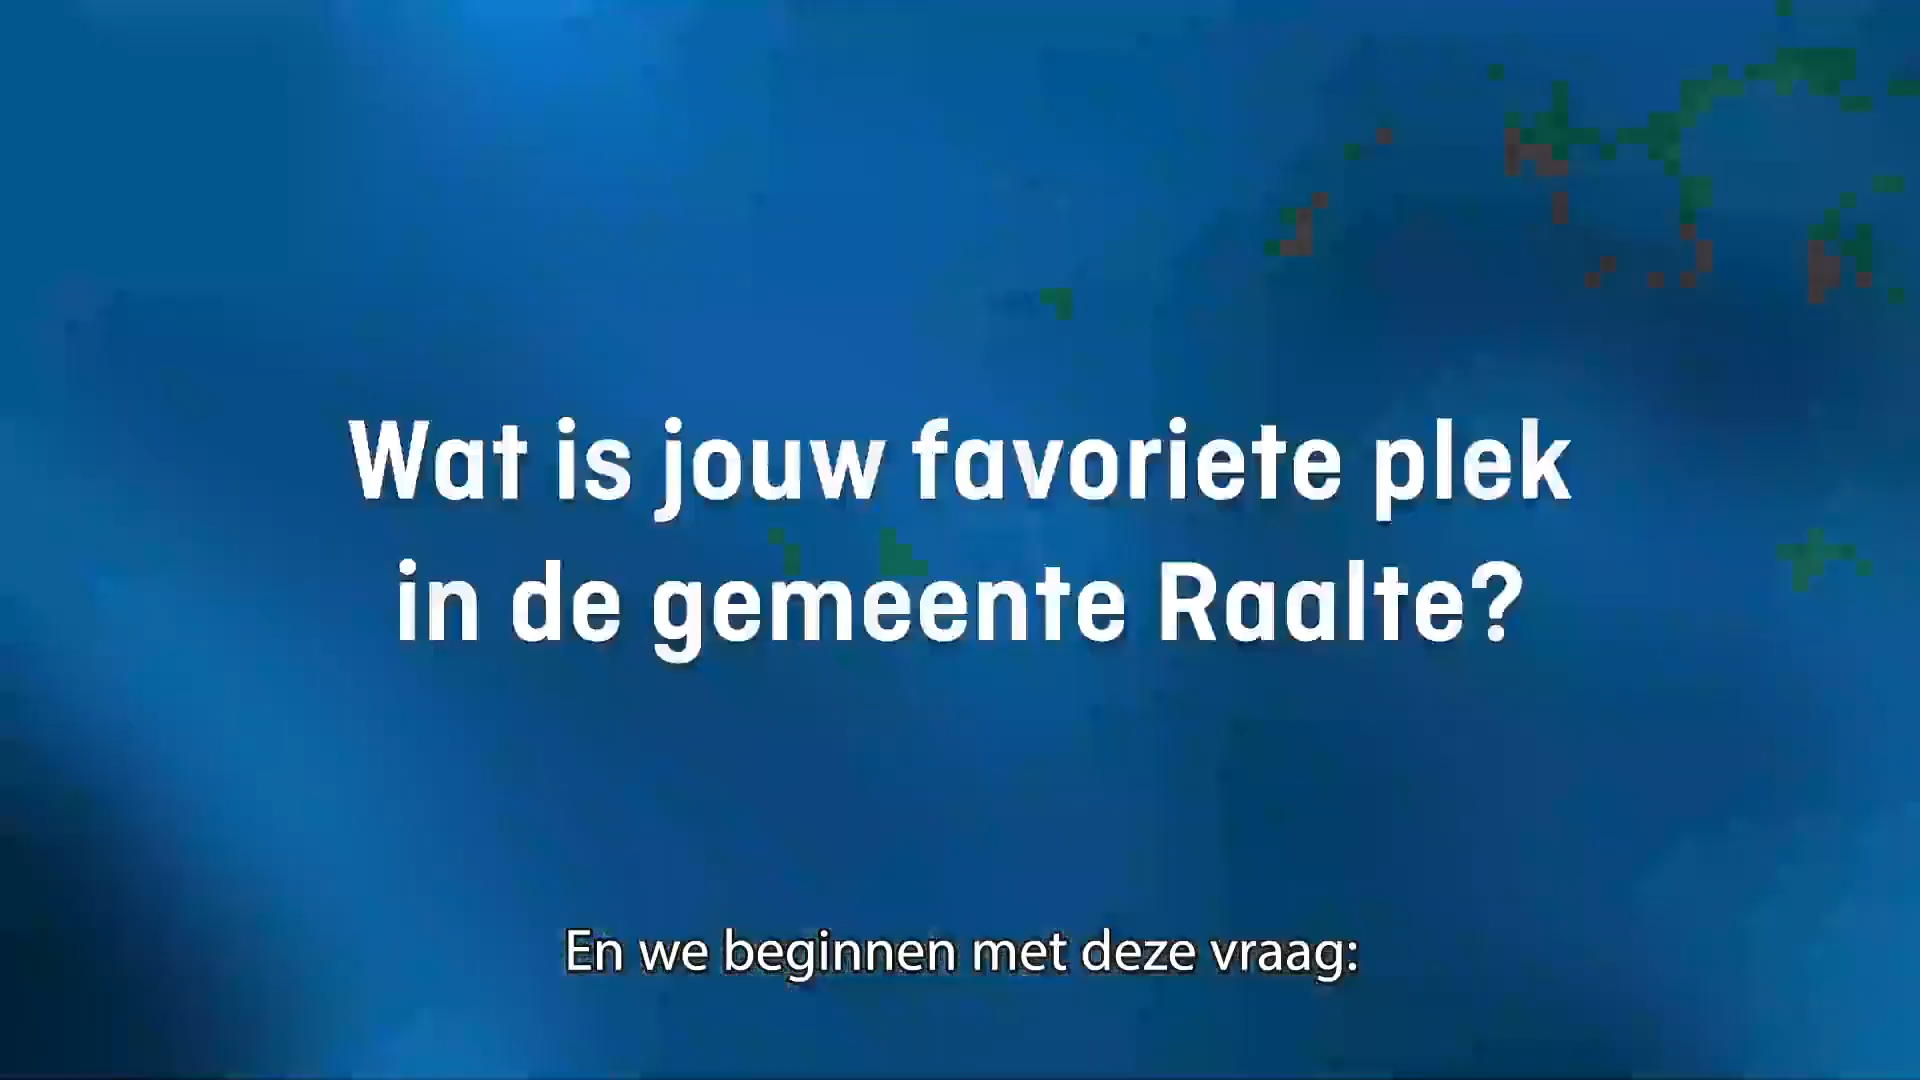 Wat is jouw favoriete plek
in de gemeente Raalte?
En we beginnen met deze vraag: